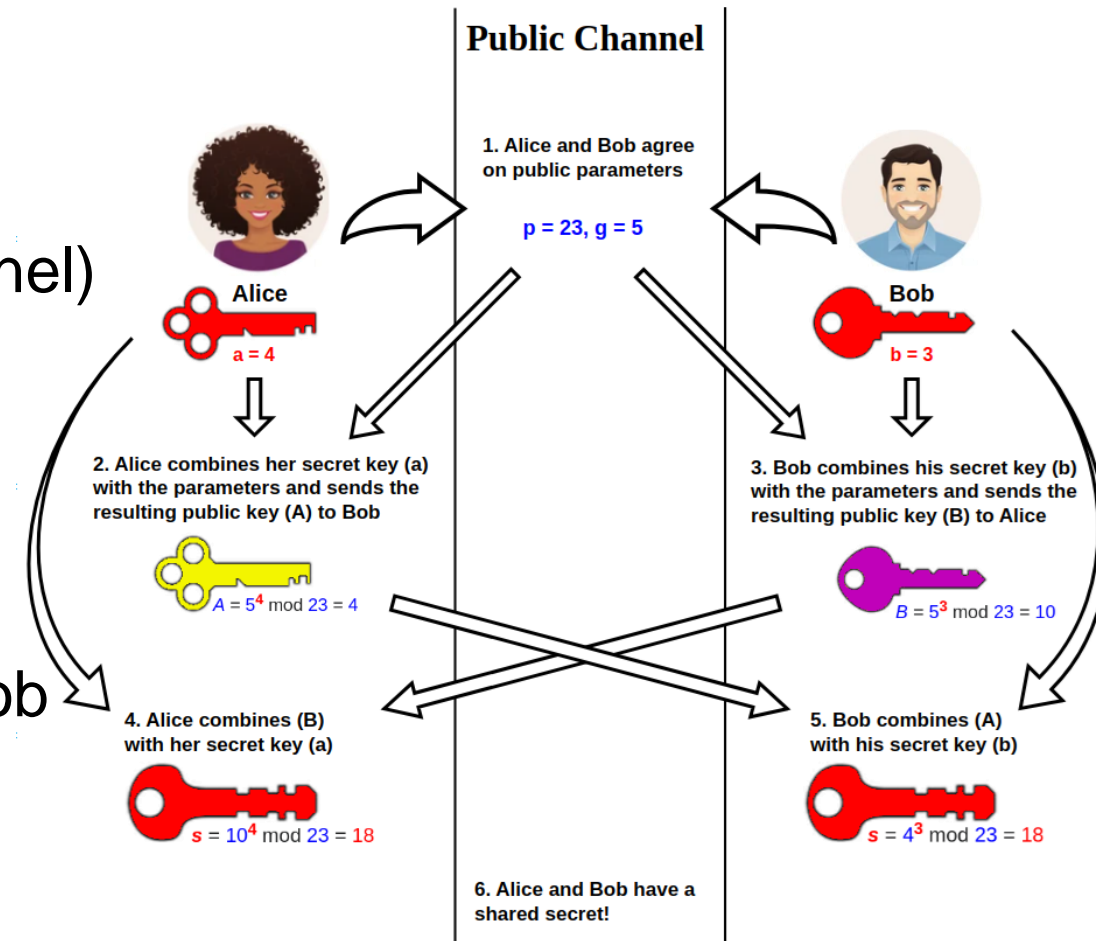 Public Channel
1. Alice and Bob agree
on public parameters
p = 23, g = 5
nel)
Alice
a = 4
Bob
b = 3
2. Alice combines her secret key (a)
with the parameters and sends the
resulting public key (A) to Bob
A = 5⁴ mod 23 = 4
3. Bob combines his secret key (b)
with the parameters and sends the
resulting public key (B) to Alice
B = 5³ mod 23 = 10
ob
4. Alice combines (B)
with her secret key (a)
s = 10⁴ mod 23 = 18
5. Bob combines (A)
with his secret key (b)
s = 4³ mod 23 = 18
6. Alice and Bob have a
shared secret!